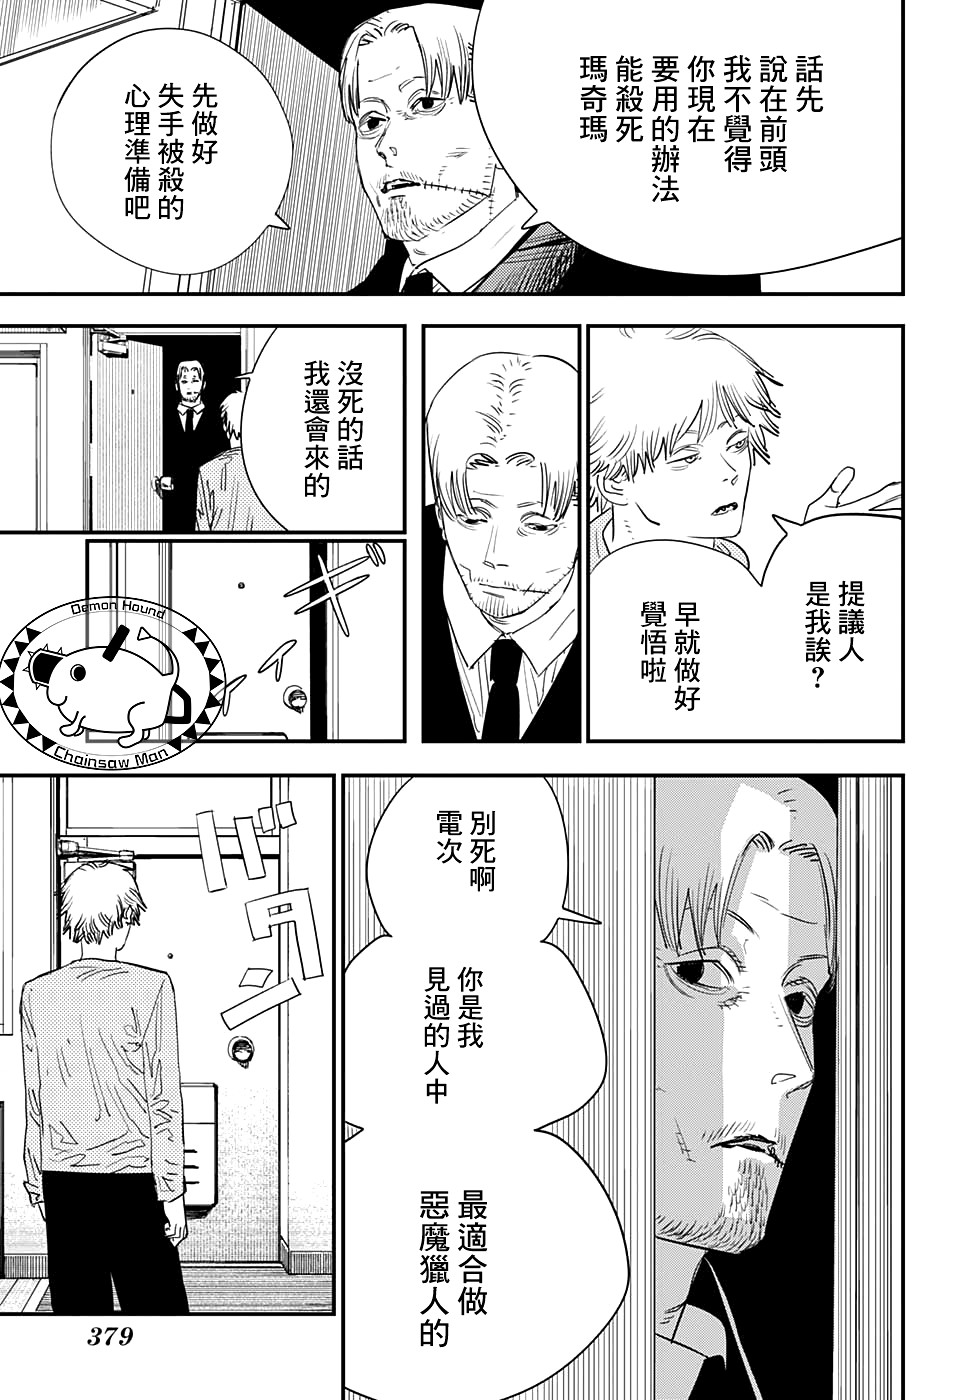 話先
說在前頭
我不覺得
你現在
要用的辦法
能殺死
瑪奇瑪
先做好
失手被殺的
心理準備吧
提議人
是我誒?
早就做好
覺悟啦
沒死的話
我還會來的
Demon Hound
Chainsaw Man
別死啊
電次
你是我
見過的人中
最適合做
惡魔獵人的
バタン
379